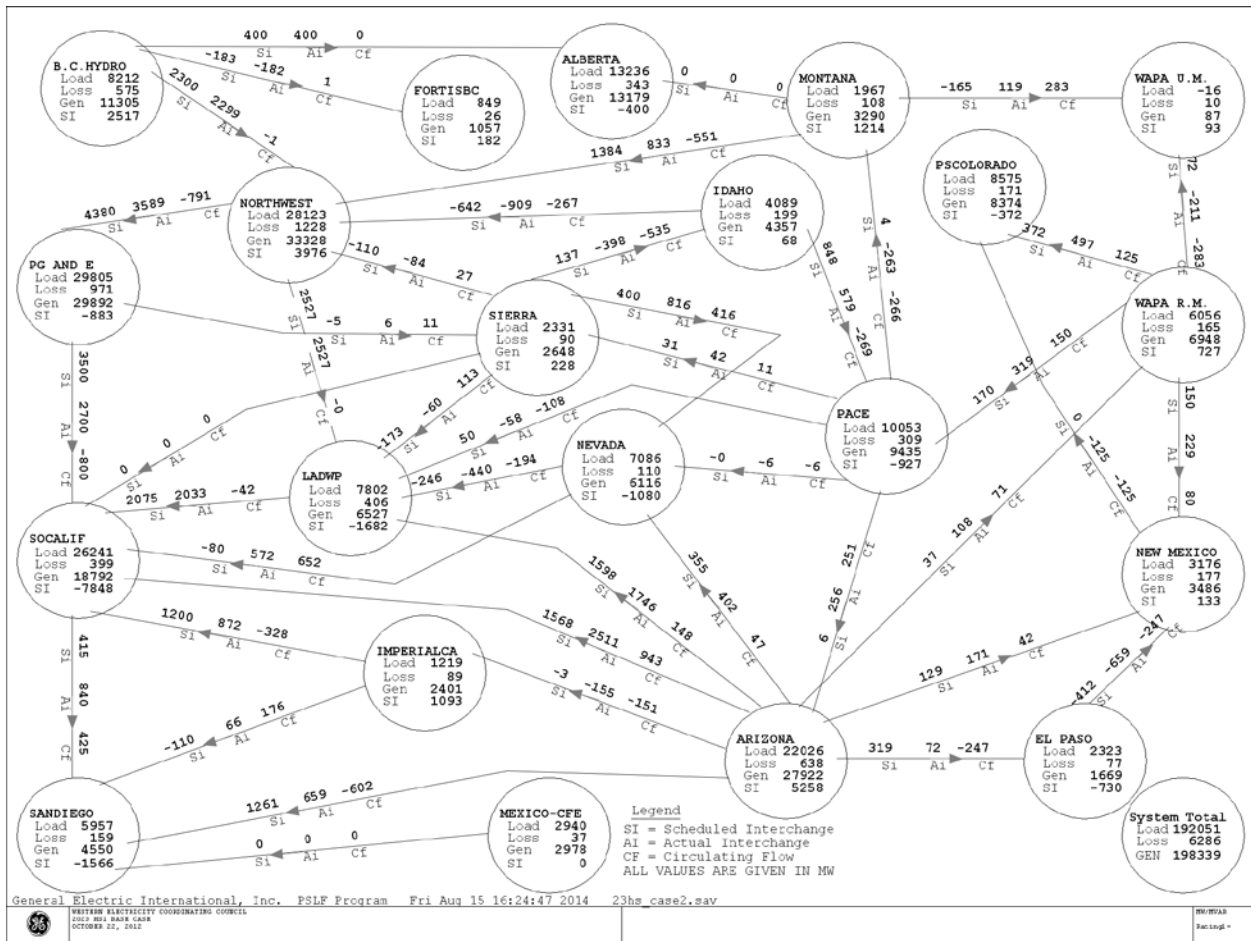 400 400 0
Si Ai Cf
-183 -182 1
Si Ai Cf
2300 2299 -1
Si Ai Cf
B.C.HYDRO
Load 8212
Loss 575
Gen 11305
SI 2517
FORTISBC
Load 849
Loss 26
Gen 1057
SI 182
ALBERTA
Load 13236
Loss 343
Gen 13179
SI -400
0 0 0
Si Ai Cf
MONTANA
Load 1967
Loss 108
Gen 3290
SI 1214
-165 119 283
Si Ai Cf
WAPA U.M.
Load -16
Loss 10
Gen 87
SI 93
1384 833 -551
Si Ai Cf
PSCOLORADO
Load 8575
Loss 171
Gen 8374
SI -372
72 -211 -283
Si Ai Cf
4380 3589 -791
Si Ai Cf
NORTHWEST
Load 28123
Loss 1228
Gen 33328
SI 3976
-642 -909 -267
Si Ai Cf
IDAHO
Load 4089
Loss 199
Gen 4357
SI 68
372 497 125
Si Ai Cf
137 -398 -535
Si Ai Cf
-110 -84 27
Si Ai Cf
848 579 -269
Si Ai Cf
4 -263 -266
Si Ai Cf
PG AND E
Load 29805
Loss 971
Gen 29892
SI -883
WAPA R.M.
Load 6056
Loss 165
Gen 6948
SI 727
2527 2527 -0
Si Ai Cf
-5 6 11
Si Ai Cf
SIERRA
Load 2331
Loss 90
Gen 2648
SI 228
400 816 416
Si Ai Cf
31 42 11
Si Ai Cf
170 319 150
Si Ai Cf
3500 2700 -800
Si Ai Cf
-173 -60 113
Si Ai Cf
50 -58 -108
Si Ai Cf
PACE
Load 10053
Loss 309
Gen 9435
SI -927
150 229 80
Si Ai Cf
0 0 0
Si Ai Cf
NEVADA
Load 7086
Loss 110
Gen 6116
SI -1080
-0 -6 -6
Si Ai Cf
0 -125 -125
Si Ai Cf
LADWP
Load 7802
Loss 406
Gen 6527
SI -1682
-246 -440 -194
Si Ai Cf
2075 2033 -42
Si Ai Cf
37 108 71
Si Ai Cf
SOCALIF
Load 26241
Loss 399
Gen 18792
SI -7848
-80 572 652
Si Ai Cf
1598 1746 148
Si Ai Cf
355 402 47
Si Ai Cf
6 256 251
Si Ai Cf
NEW MEXICO
Load 3176
Loss 177
Gen 3486
SI 133
1200 872 -328
Si Ai Cf
1568 2511 943
Si Ai Cf
129 171 42
Si Ai Cf
-412 -659 -247
Si Ai Cf
415 840 425
Si Ai Cf
IMPERIALCA
Load 1219
Loss 89
Gen 2401
SI 1093
-3 -155 -151
Si Ai Cf
-110 66 176
Si Ai Cf
ARIZONA
Load 22026
Loss 638
Gen 27922
SI 5258
319 72 -247
Si Ai Cf
EL PASO
Load 2323
Loss 77
Gen 1669
SI -730
1261 659 -602
Si Ai Cf
SANDIEGO
Load 5957
Loss 159
Gen 4550
SI -1566
0 0 0
Si Ai Cf
MEXICO-CFE
Load 2940
Loss 37
Gen 2978
SI 0
Legend
SI = Scheduled Interchange
AI = Actual Interchange
CF = Circulating Flow
ALL VALUES ARE GIVEN IN MW
System Total
Load 192051
Loss 6286
GEN 198339
General Electric International, Inc. PSLF Program Fri Aug 15 16:24:47 2014 23hs_case2.sav
WESTERN ELECTRICITY COORDINATING COUNCIL
2023 HS1 BASE CASE
OCTOBER 22, 2012
MW/MVAR